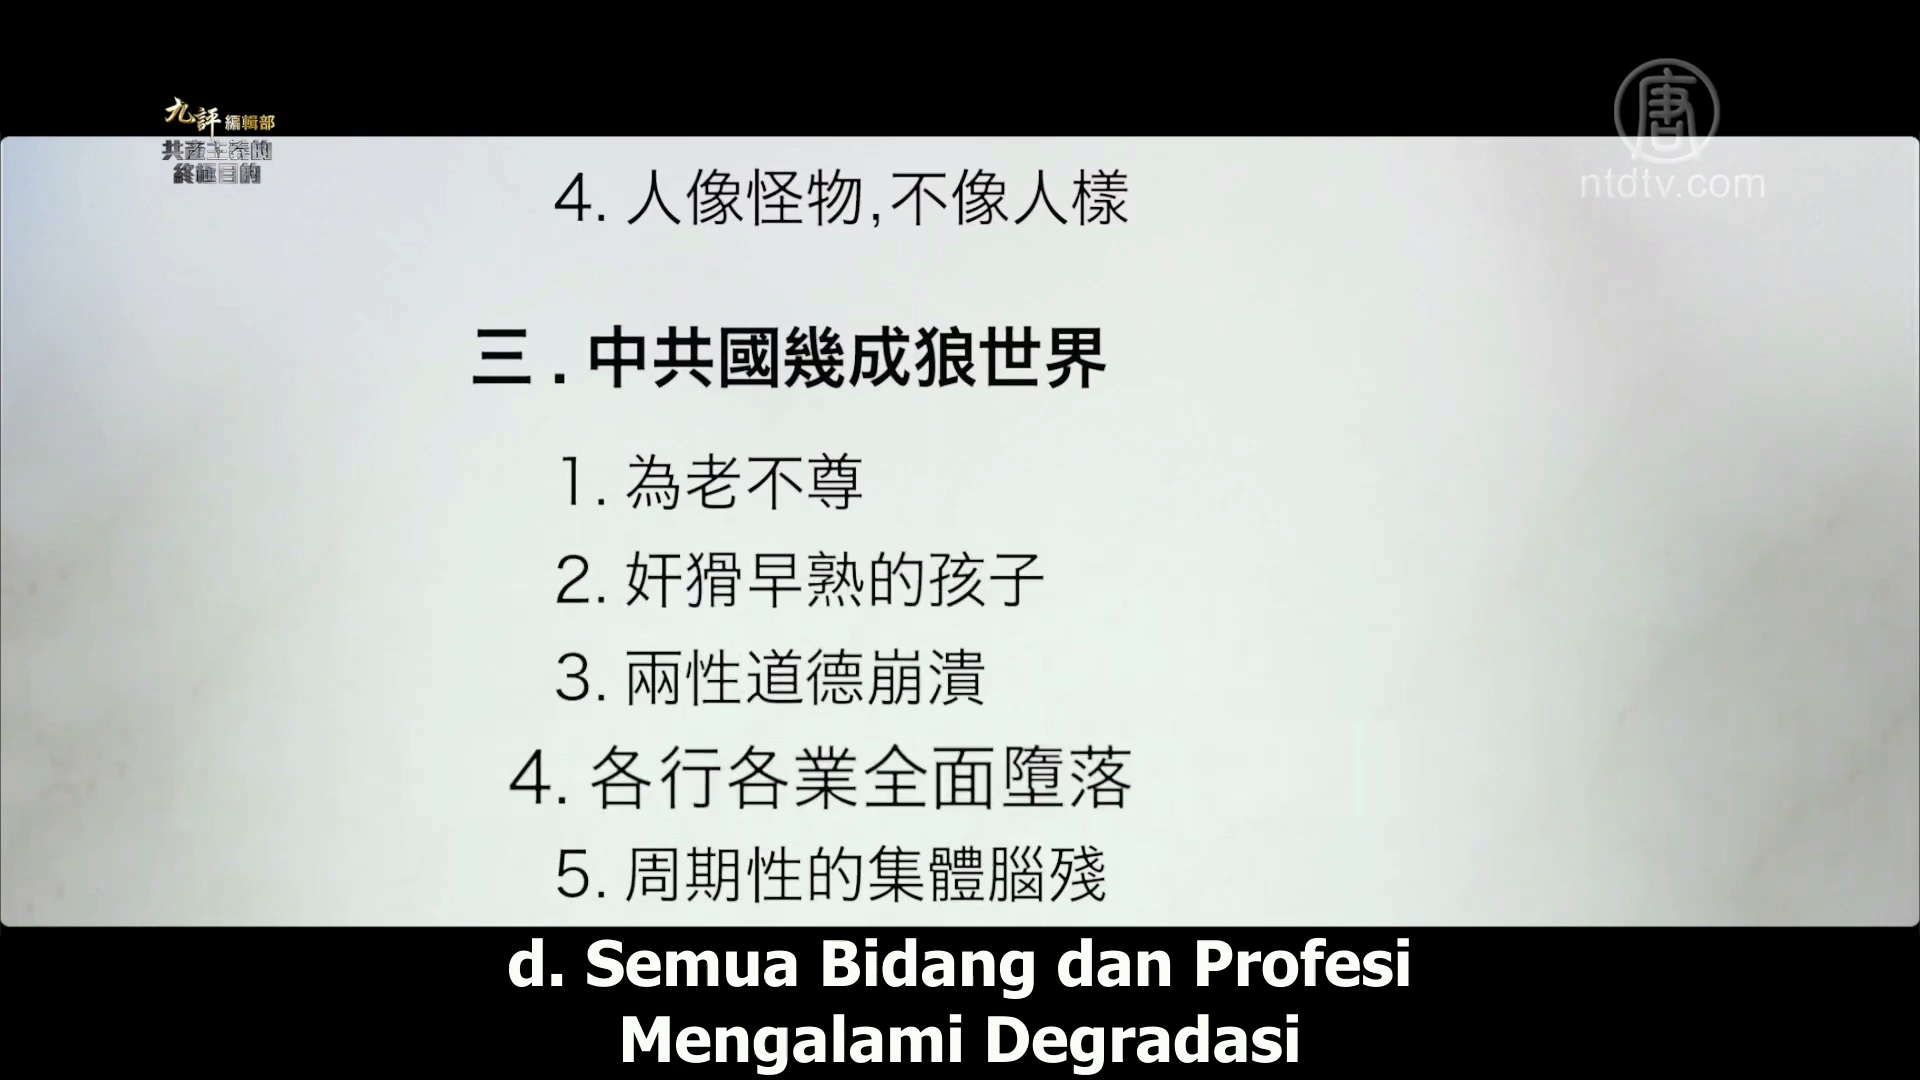 九評編輯部
共產主義的
終極目的
唐
ntdtv.com
4. 人像怪物,不像人樣
三 . 中共國幾成狼世界
1. 為老不尊
2. 奸猾早熟的孩子
3. 兩性道德崩潰
4. 各行各業全面墮落
5. 周期性的集體腦殘
d. Semua Bidang dan Profesi
Mengalami Degradasi